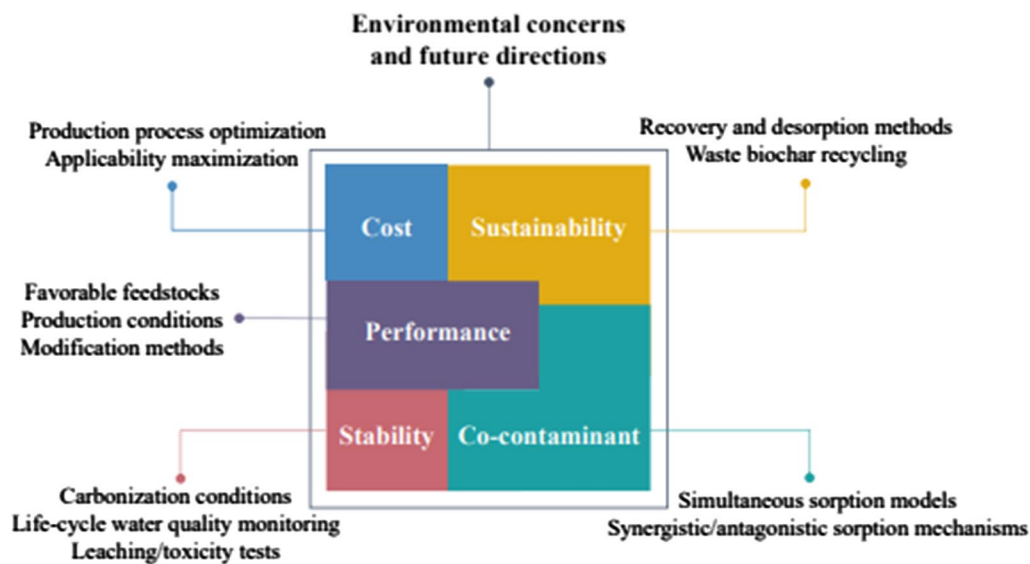 Environmental concerns
and future directions
Production process optimization
Applicability maximization
Recovery and desorption methods
Waste biochar recycling
Cost
Sustainability
Favorable feedstocks
Production conditions
Modification methods
Performance
Stability
Co-contaminant
Carbonization conditions
Life-cycle water quality monitoring
Leaching/toxicity tests
Simultaneous sorption models
Synergistic/antagonistic sorption mechanisms